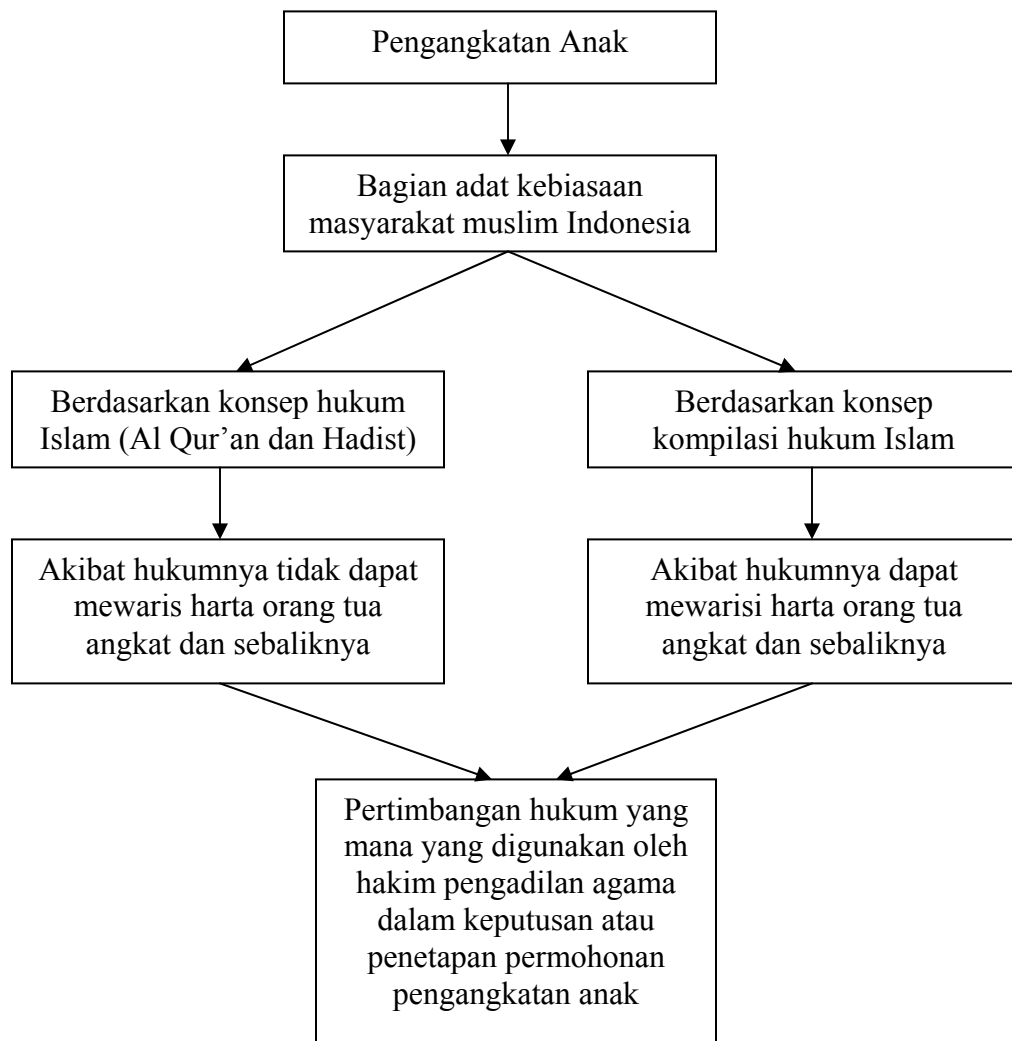 Pengangkatan Anak
Bagian adat kebiasaan
masyarakat muslim Indonesia
Berdasarkan konsep hukum
Islam (Al Qur’an dan Hadist)
Berdasarkan konsep
kompilasi hukum Islam
Akibat hukumnya tidak dapat
mewaris harta orang tua
angkat dan sebaliknya
Akibat hukumnya dapat
mewarisi harta orang tua
angkat dan sebaliknya
Pertimbangan hukum yang
mana yang digunakan oleh
hakim pengadilan agama
dalam keputusan atau
penetapan permohonan
pengangkatan anak